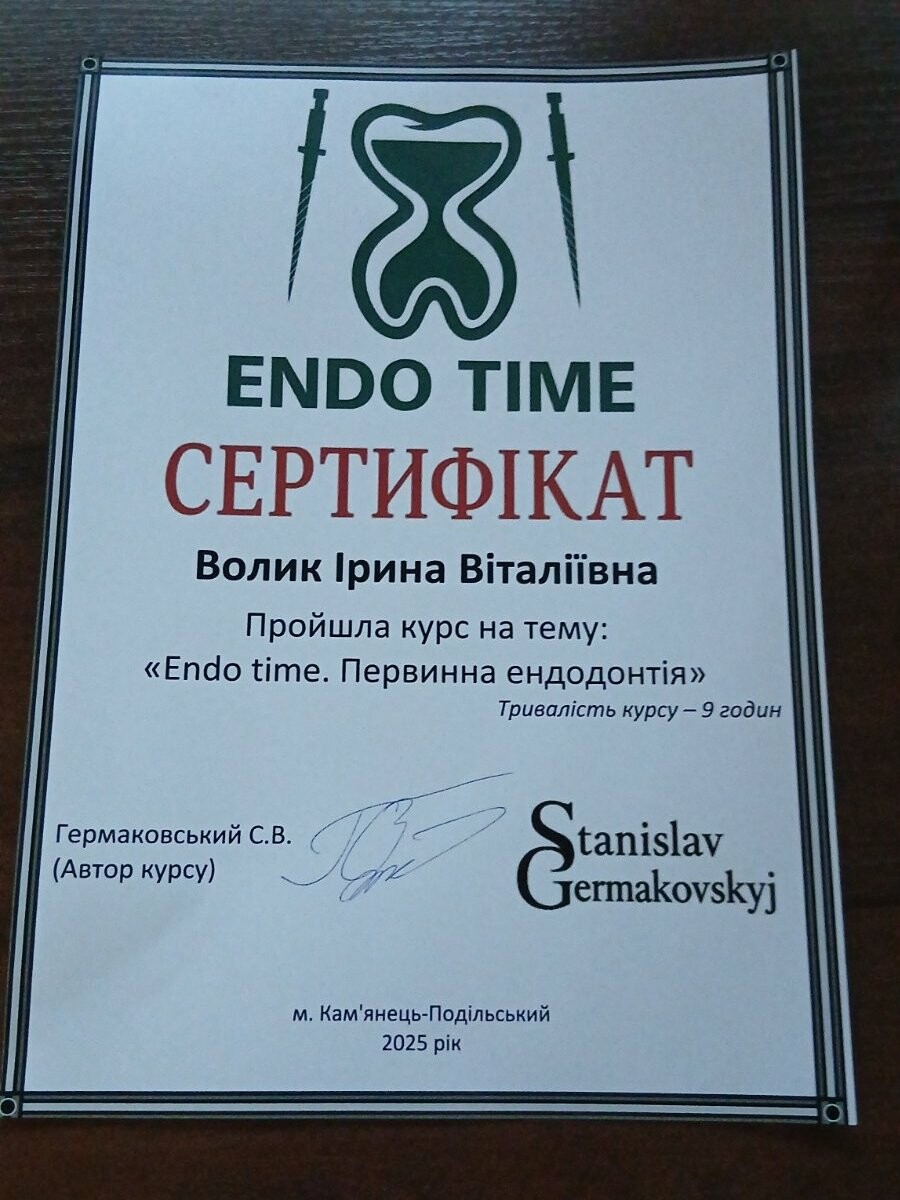 ENDO TIME
СЕРТИФІКАТ
Волик Ірина Віталіївна
Пройшла курс на тему:
«Endo time. Первинна ендодонтія»
Тривалість курсу – 9 годин
Гермаковський С.В.
(Автор курсу)
Stanislav
Germakovskyj
м. Кам'янець-Подільський
2025 рік